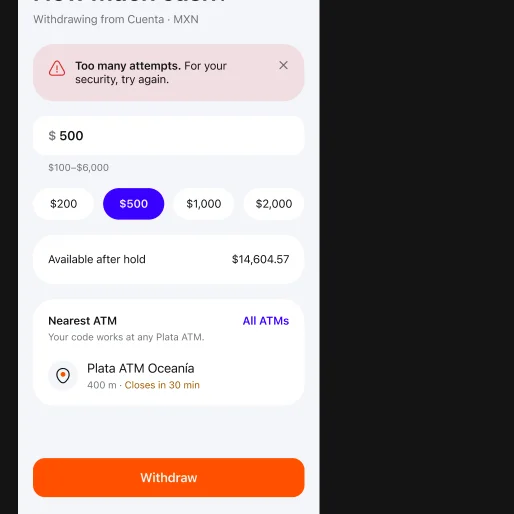 Withdrawing from Cuenta · MXN
Too many attempts. For your
security, try again.
$ 500
$100–$6,000
$200
$500
$1,000
$2,000
Available after hold
$14,604.57
Nearest ATM
All ATMs
Your code works at any Plata ATM.
Plata ATM Oceanía
400 m · Closes in 30 min
Withdraw